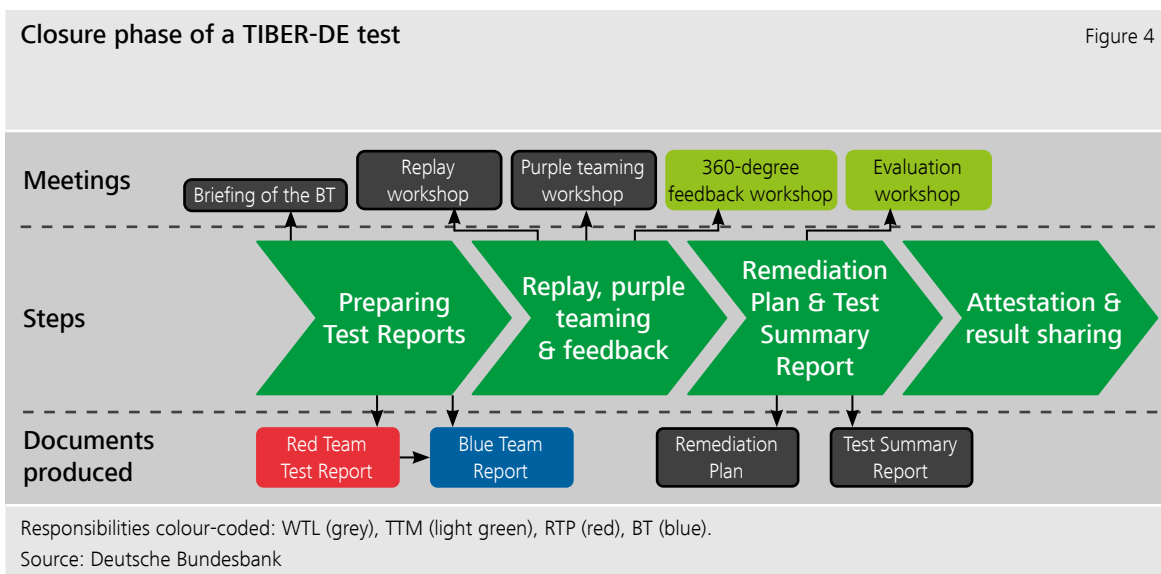 Closure phase of a TIBER-DE test
Figure 4
Meetings
Briefing of the BT
Replay
workshop
Purple teaming
workshop
360-degree
feedback workshop
Evaluation
workshop
Steps
Preparing
Test Reports
Replay, purple
teaming
& feedback
Remediation
Plan & Test
Summary
Report
Attestation &
result sharing
Documents
produced
Red Team
Test Report
Blue Team
Report
Remediation
Plan
Test Summary
Report
Responsibilities colour-coded: WTL (grey), TTM (light green), RTP (red), BT (blue).
Source: Deutsche Bundesbank